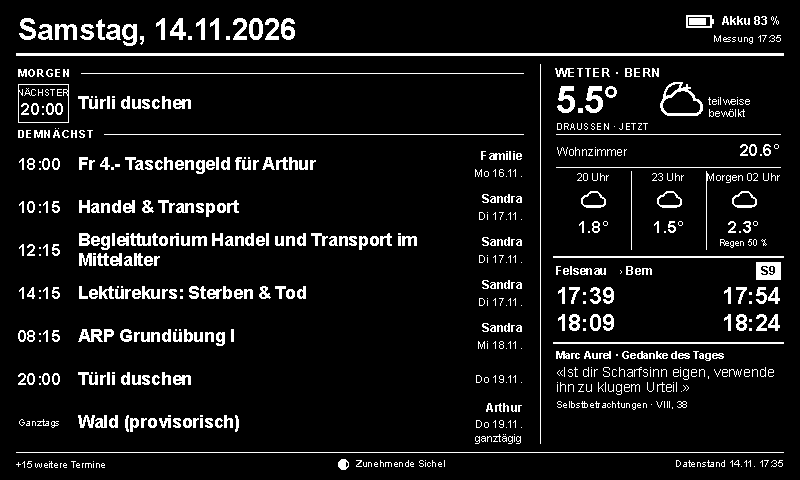 Samstag, 14.11.2026
Akku 83 %
Messung 17:35
MORGEN
NÄCHSTER
20:00 Türli duschen
DEMNÄCHST
18:00 Fr 4.- Taschengeld für Arthur
Familie
Mo 16.11.
10:15 Handel & Transport
Sandra
Di 17.11.
12:15 Begleittutorium Handel und Transport im
Mittelalter
Sandra
Di 17.11.
14:15 Lektürekurs: Sterben & Tod
Sandra
Di 17.11.
08:15 ARP Grundübung I
Sandra
Mi 18.11.
20:00 Türli duschen
Do 19.11.
Ganztags Wald (provisorisch)
Arthur
Do 19.11.
ganztägig
WETTER · BERN
5.5°
teilweise
bewölkt
DRAUSSEN · JETZT
Wohnzimmer 20.6°
20 Uhr 23 Uhr Morgen 02 Uhr
1.8° 1.5° 2.3°
Regen 50 %
Felsenau → Bern S9
17:39 17:54
18:09 18:24
Marc Aurel · Gedanke des Tages
«Ist dir Scharfsinn eigen, verwende
ihn zu klugem Urteil.»
Selbstbetrachtungen · VIII, 38
+15 weitere Termine
Zunehmende Sichel
Datenstand 14.11. 17:35